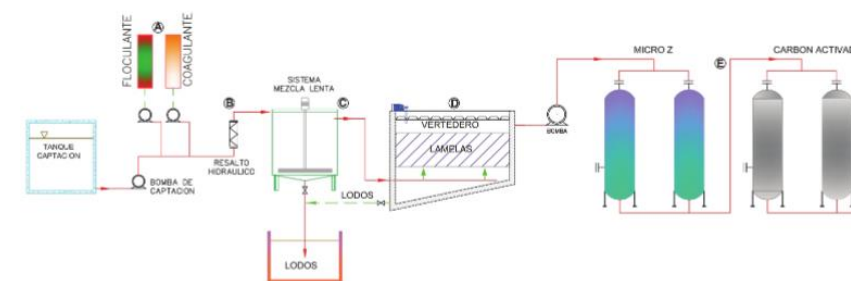 FLOCULANTE
A
COAGULANTE
TANQUE
CAPTACION
BOMBA DE
CAPTACION
B
RESALTO
HIDRAULICO
SISTEMA
MEZCLA LENTA
C
LODOS
LODOS
D
VERTEDERO
LAMELAS
BOMBA
MICRO Z
E
CARBON ACTIVAD